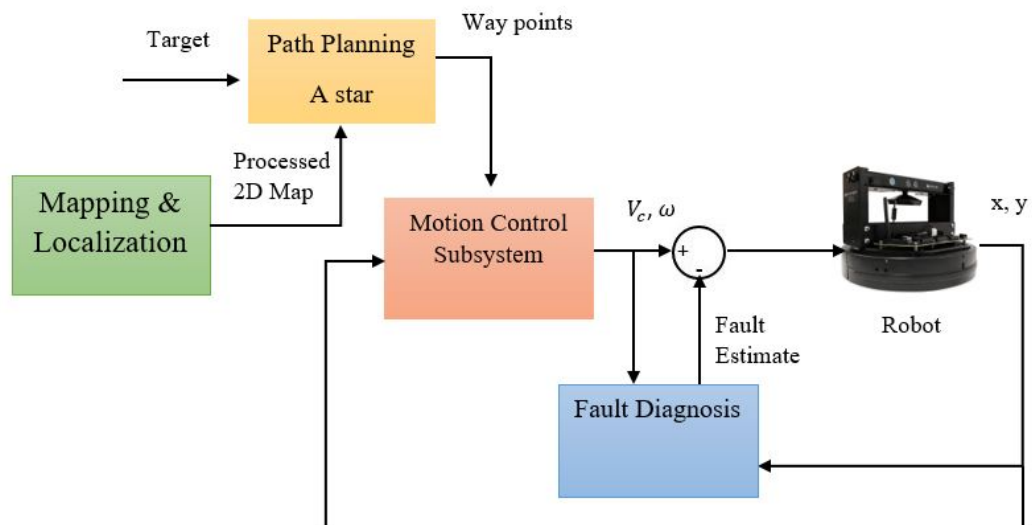 Target
Path Planning
A star
Way points
Processed
2D Map
Mapping &
Localization
Motion Control
Subsystem
V_c, ω
+
-
x, y
Robot
Fault
Estimate
Fault Diagnosis